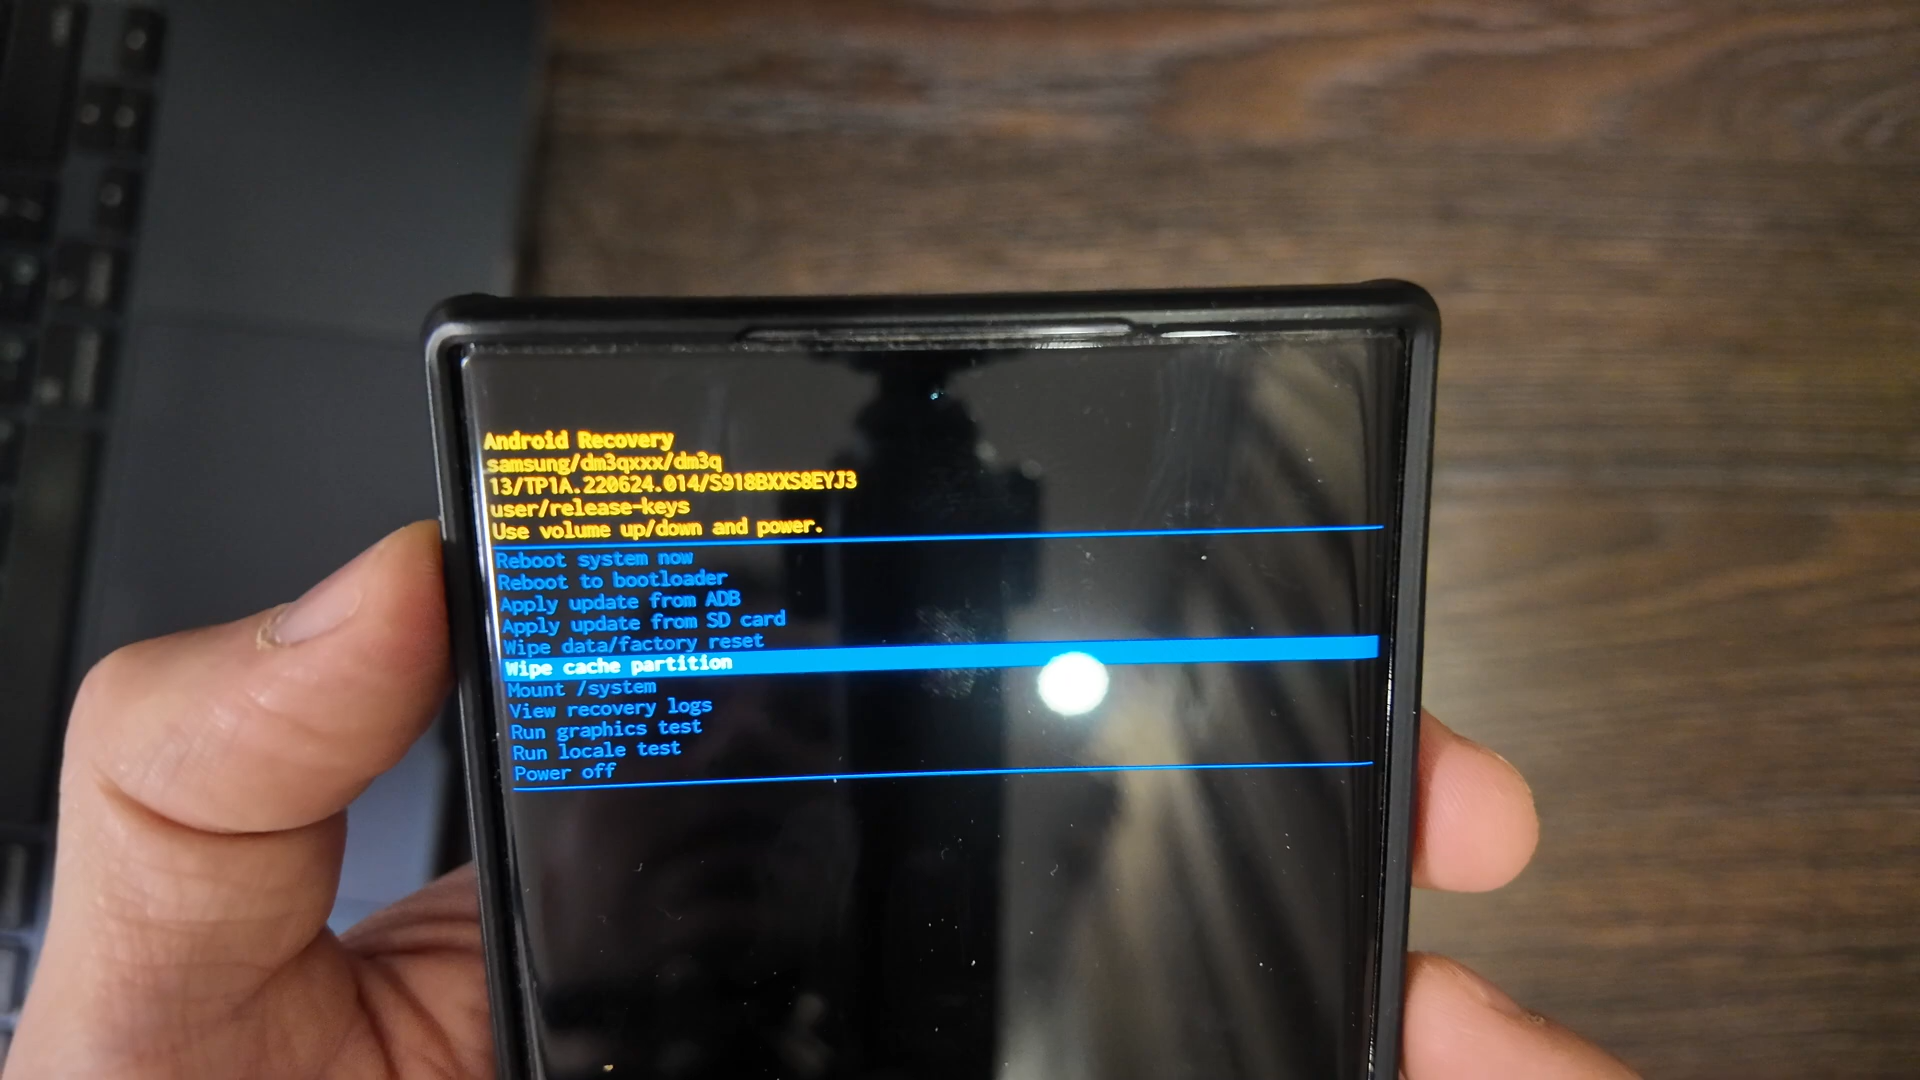 Android Recovery
samsung/dm3qxxx/dm3q
13/TP1A.220624.014/S918BXXS8EYJ3
user/release-keys
Use volume up/down and power.
Reboot system now
Reboot to bootloader
Apply update from ADB
Apply update from SD card
Wipe data/factory reset
Wipe cache partition
Mount /system
View recovery logs
Run graphics test
Run locale test
Power off